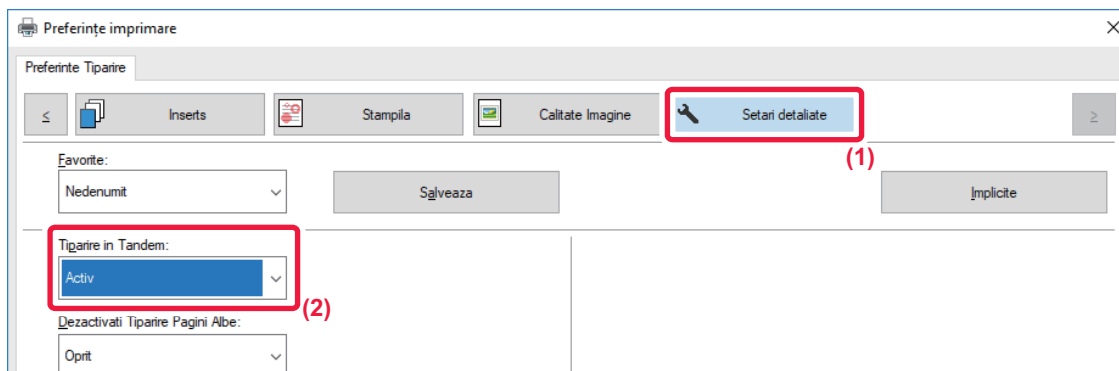 Preferințe imprimare
Preferinte Tiparire
< Inserts Stampila Calitate Imagine Setari detaliate >
(1)
Favorite:
Nedenumit Salveaza Implicite
Tiparire in Tandem:
Activ
(2)
Dezactivati Tiparire Pagini Albe:
Oprit